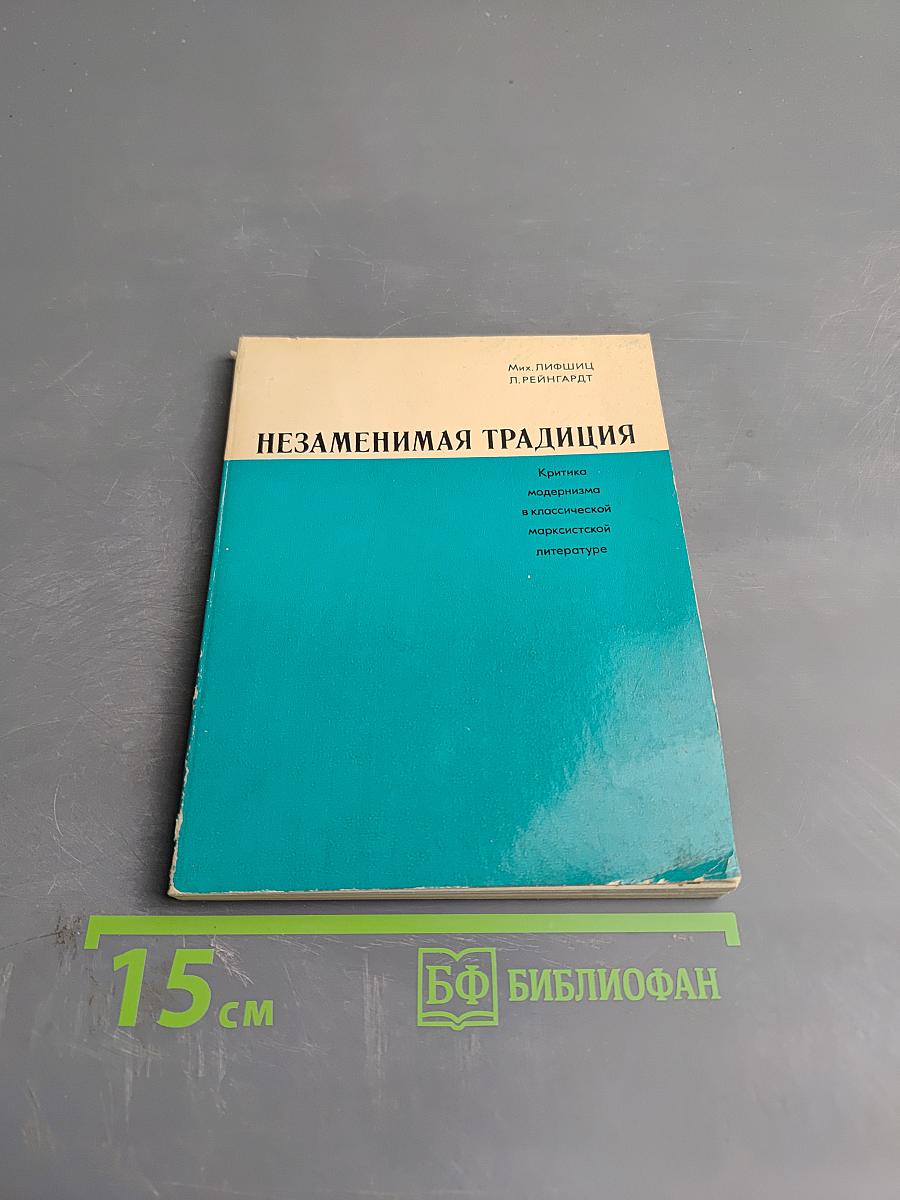 Мих. ЛИФШИЦ
Л. РЕЙНГАРДТ
НЕЗАМЕНИМАЯ ТРАДИЦИЯ
Критика
модернизма
в классической
марксистской
литературе
15 см
БФ БИБЛИОФАН